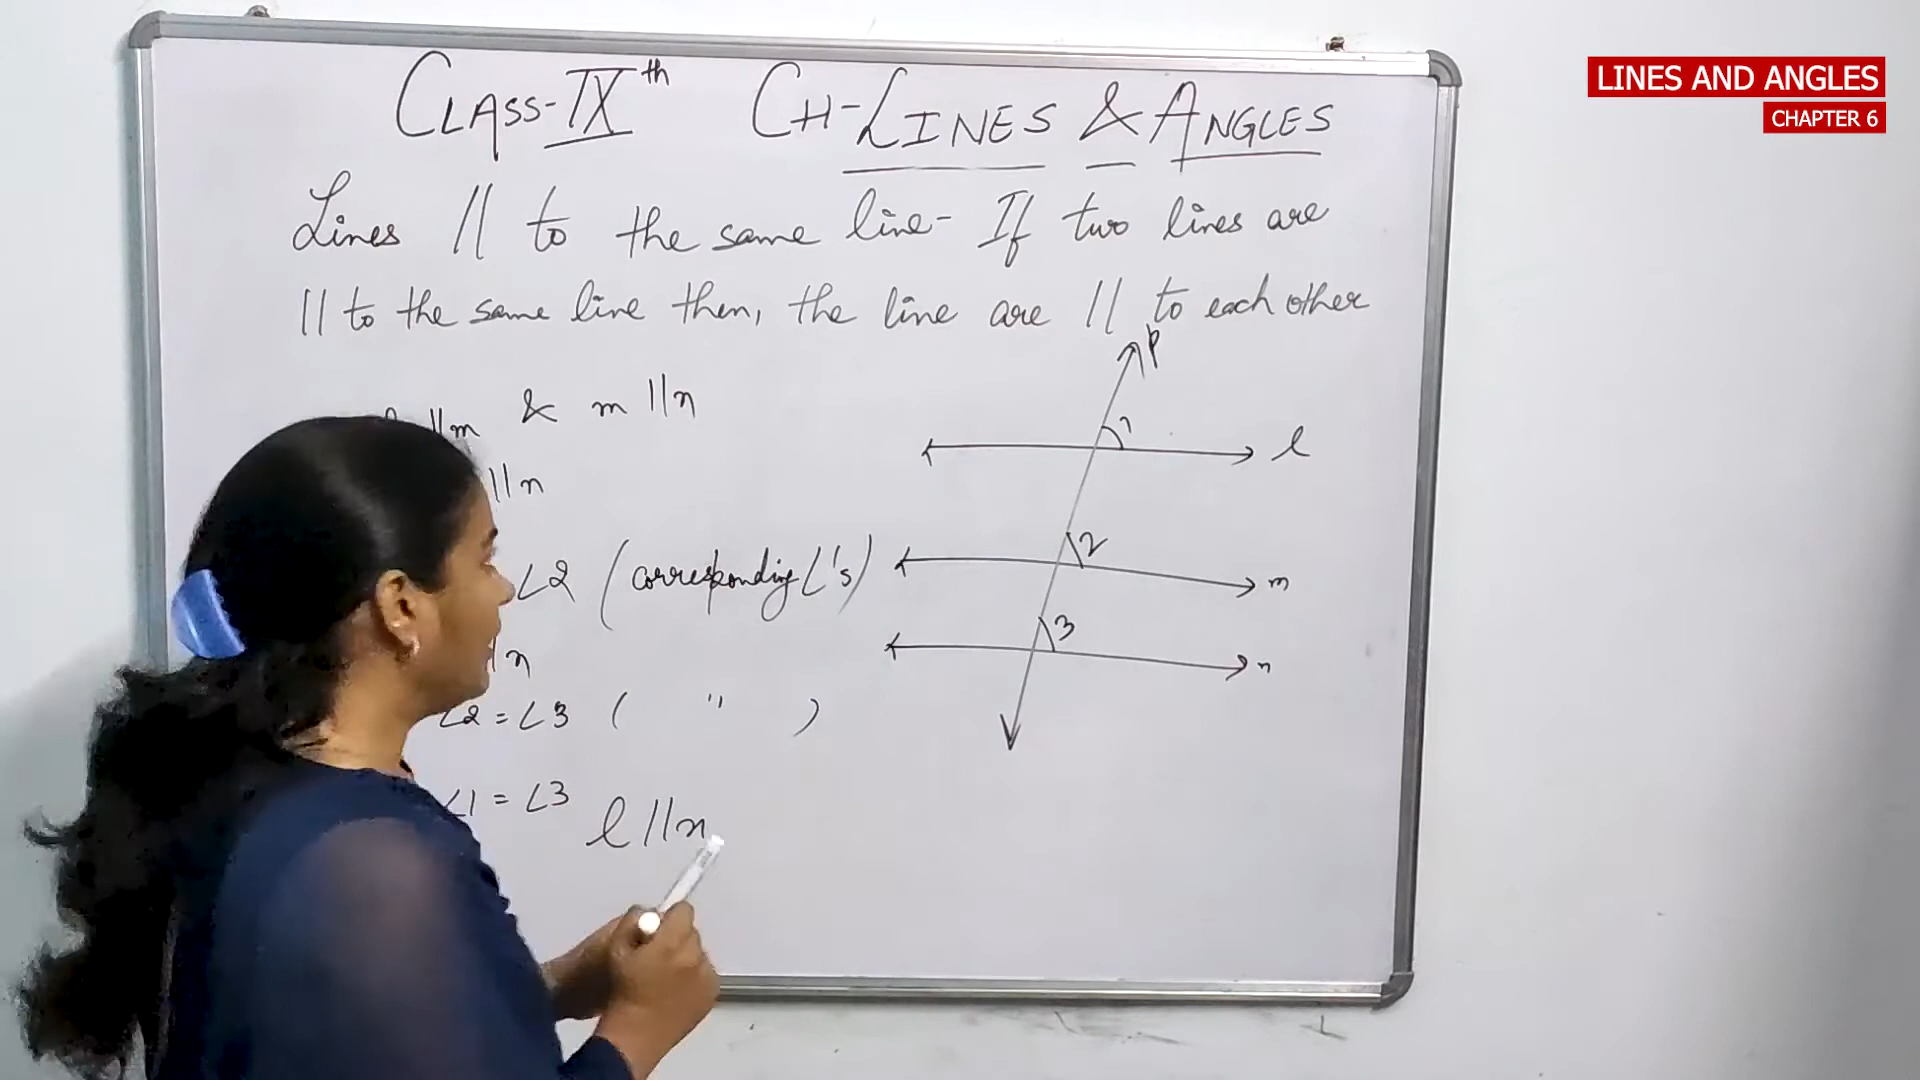 CLASS-IXth CH-LINES & ANGLES
LINES AND ANGLES
CHAPTER 6
Lines || to the same line- If two lines are
|| to the same line then, the line are || to each other
p
||m & m ||n
1
l
||n
∠2 (corresponding ∠'s)
2
m
n
3
n
∠2 = ∠3 ( " )
∠1 = ∠3
l ||n